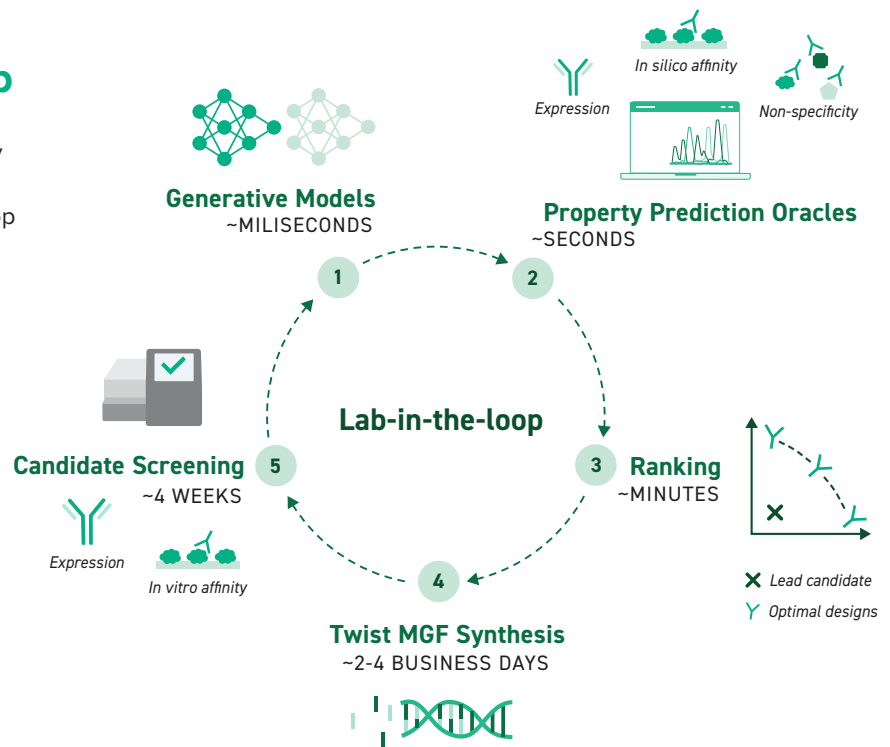 In silico affinity
Expression
Non-specificity
Generative Models
~MILISECONDS
Property Prediction Oracles
~SECONDS
1
2
Lab-in-the-loop
Candidate Screening
5
~4 WEEKS
3
Ranking
~MINUTES
Expression
In vitro affinity
4
Lead candidate
Optimal designs
Twist MGF Synthesis
~2-4 BUSINESS DAYS